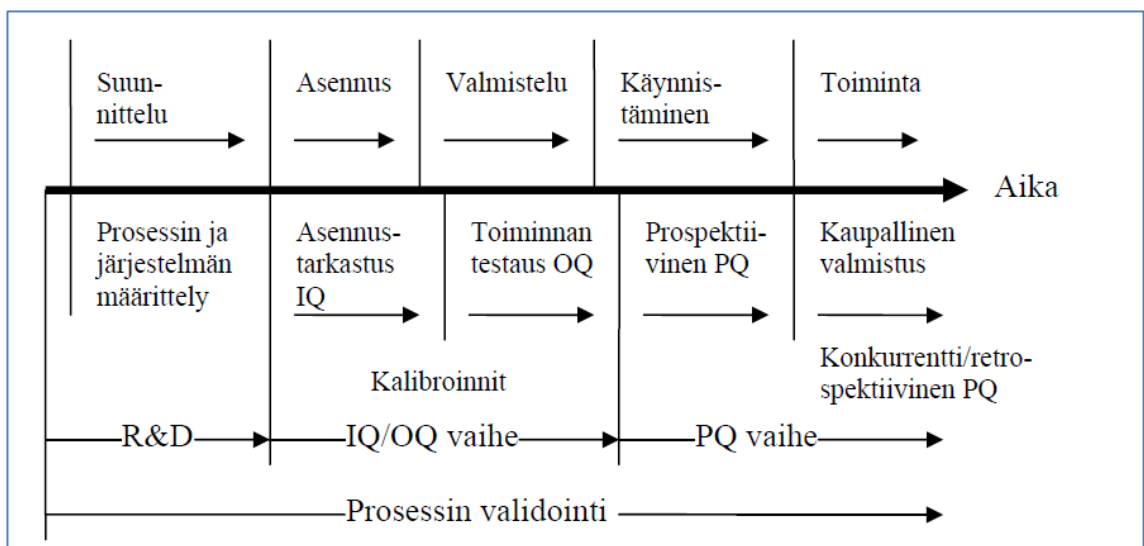 Suun-
nittelu
Asennus
Valmistelu
Käynnis-
täminen
Toiminta
Aika
Prosessin ja
järjestelmän
määrittely
Asennus-
tarkastus
IQ
Toiminnan
testaus OQ
Prospektii-
vinen PQ
Kaupallinen
valmistus
Kalibroinnit
Konkurrentti/retro-
spektiivinen PQ
R&D
IQ/OQ vaihe
PQ vaihe
Prosessin validointi